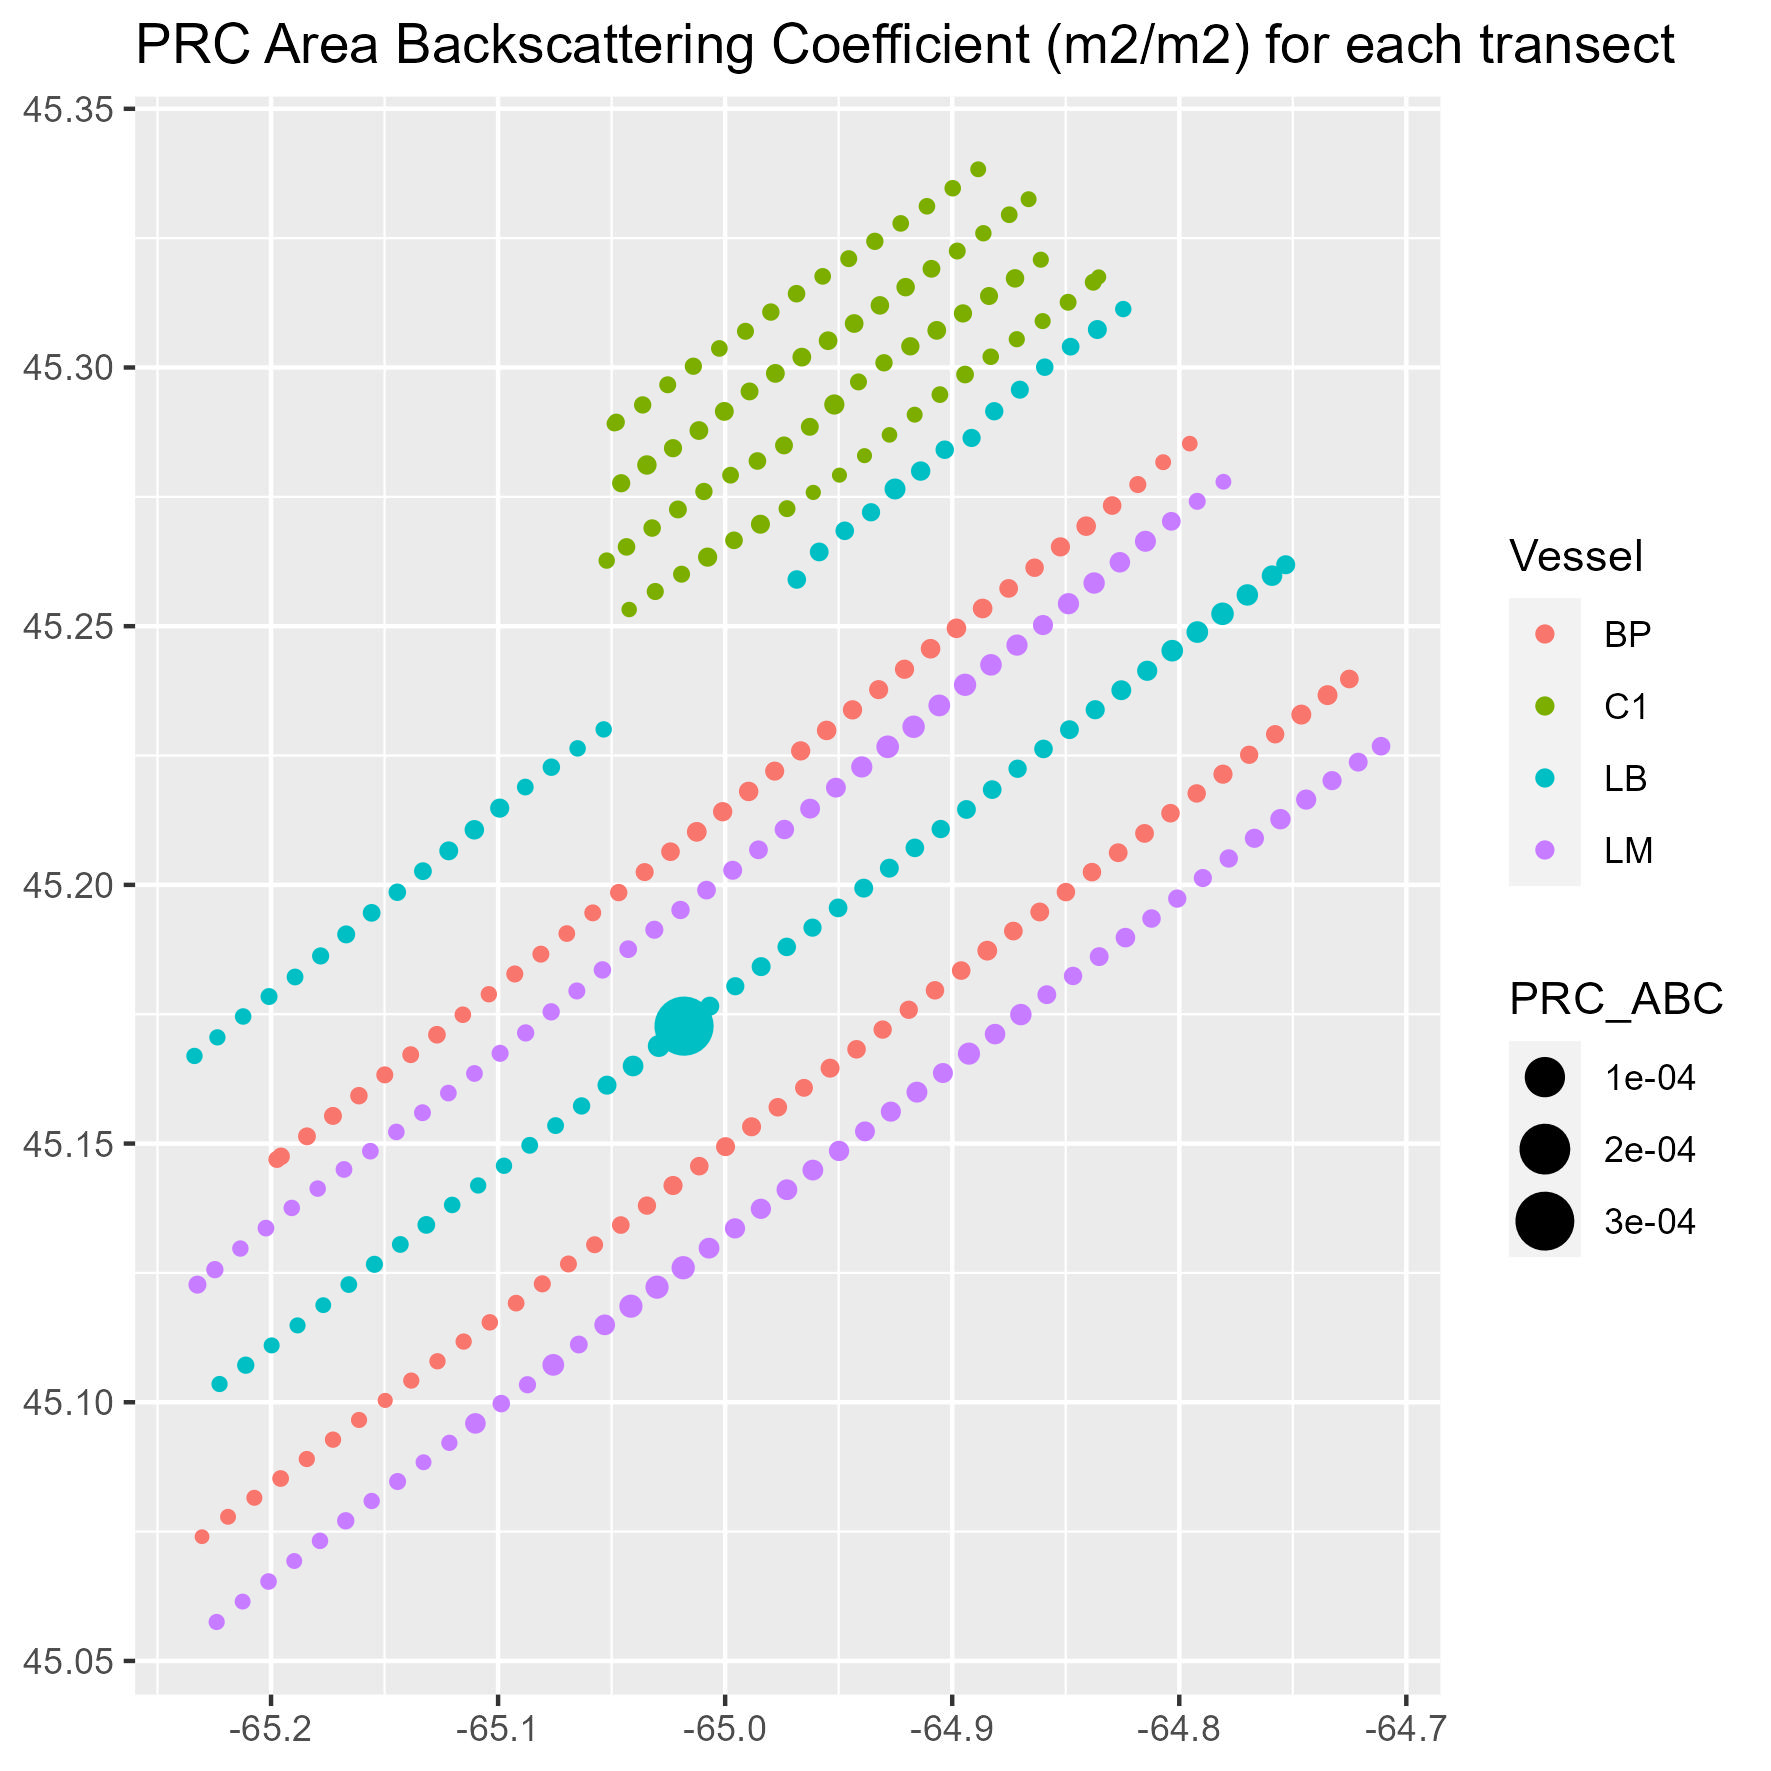 PRC Area Backscattering Coefficient (m2/m2) for each transect
45.35
45.30
45.25
45.20
45.15
45.10
45.05
-65.2 -65.1 -65.0 -64.9 -64.8 -64.7
Vessel
BP
C1
LB
LM
PRC_ABC
1e-04
2e-04
3e-04